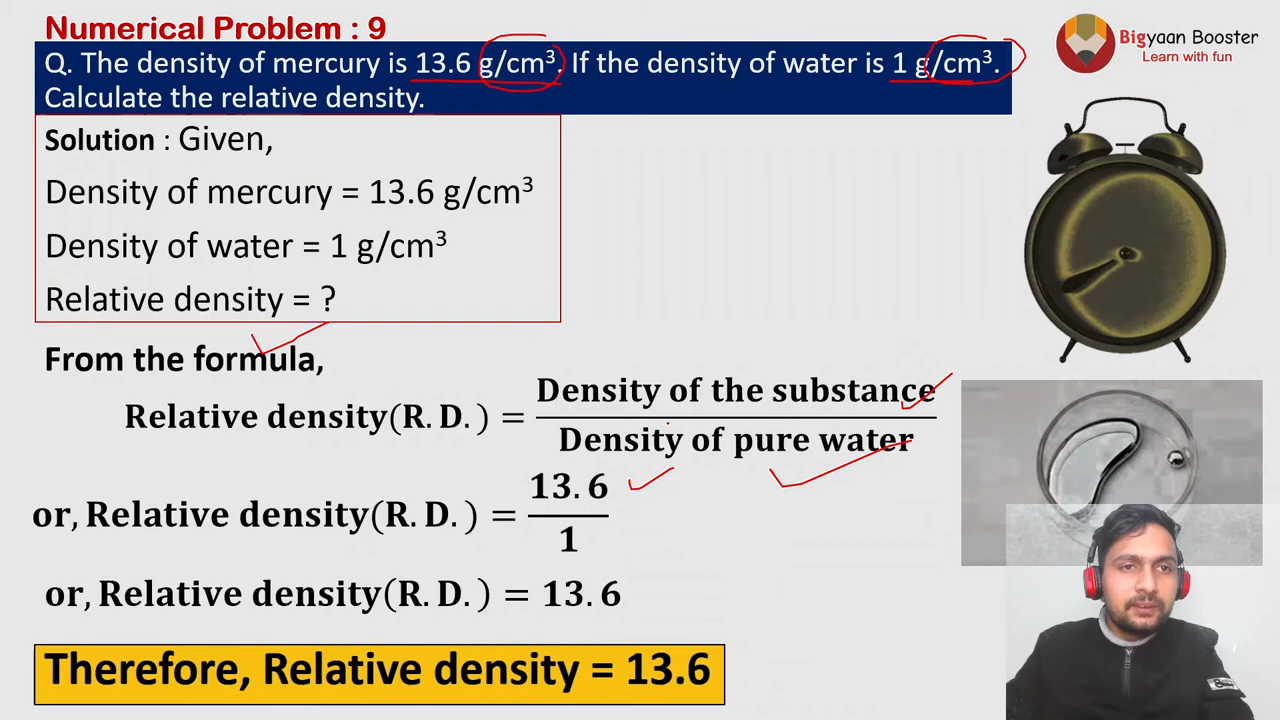 Numerical Problem : 9
Q. The density of mercury is 13.6 g/cm³. If the density of water is 1 g/cm³.
Calculate the relative density.
Bigyaan Booster
Learn with fun
Solution : Given,
Density of mercury = 13.6 g/cm³
Density of water = 1 g/cm³
Relative density = ?
From the formula,
Relative density(R. D. ) = Density of the substance / Density of pure water
or, Relative density(R. D. ) = 13. 6 / 1
or, Relative density(R. D. ) = 13. 6
Therefore, Relative density = 13.6